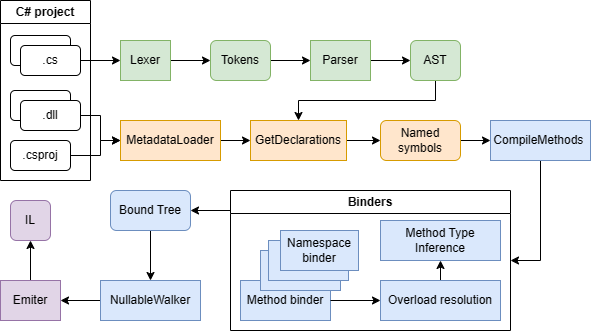 C# project
.cs
Lexer
Tokens
Parser
AST
.dll
.csproj
MetadataLoader
GetDeclarations
Named
symbols
CompileMethods
Binders
Namespace
binder
Method binder
Method Type
Inference
Overload resolution
Bound Tree
NullableWalker
Emiter
IL